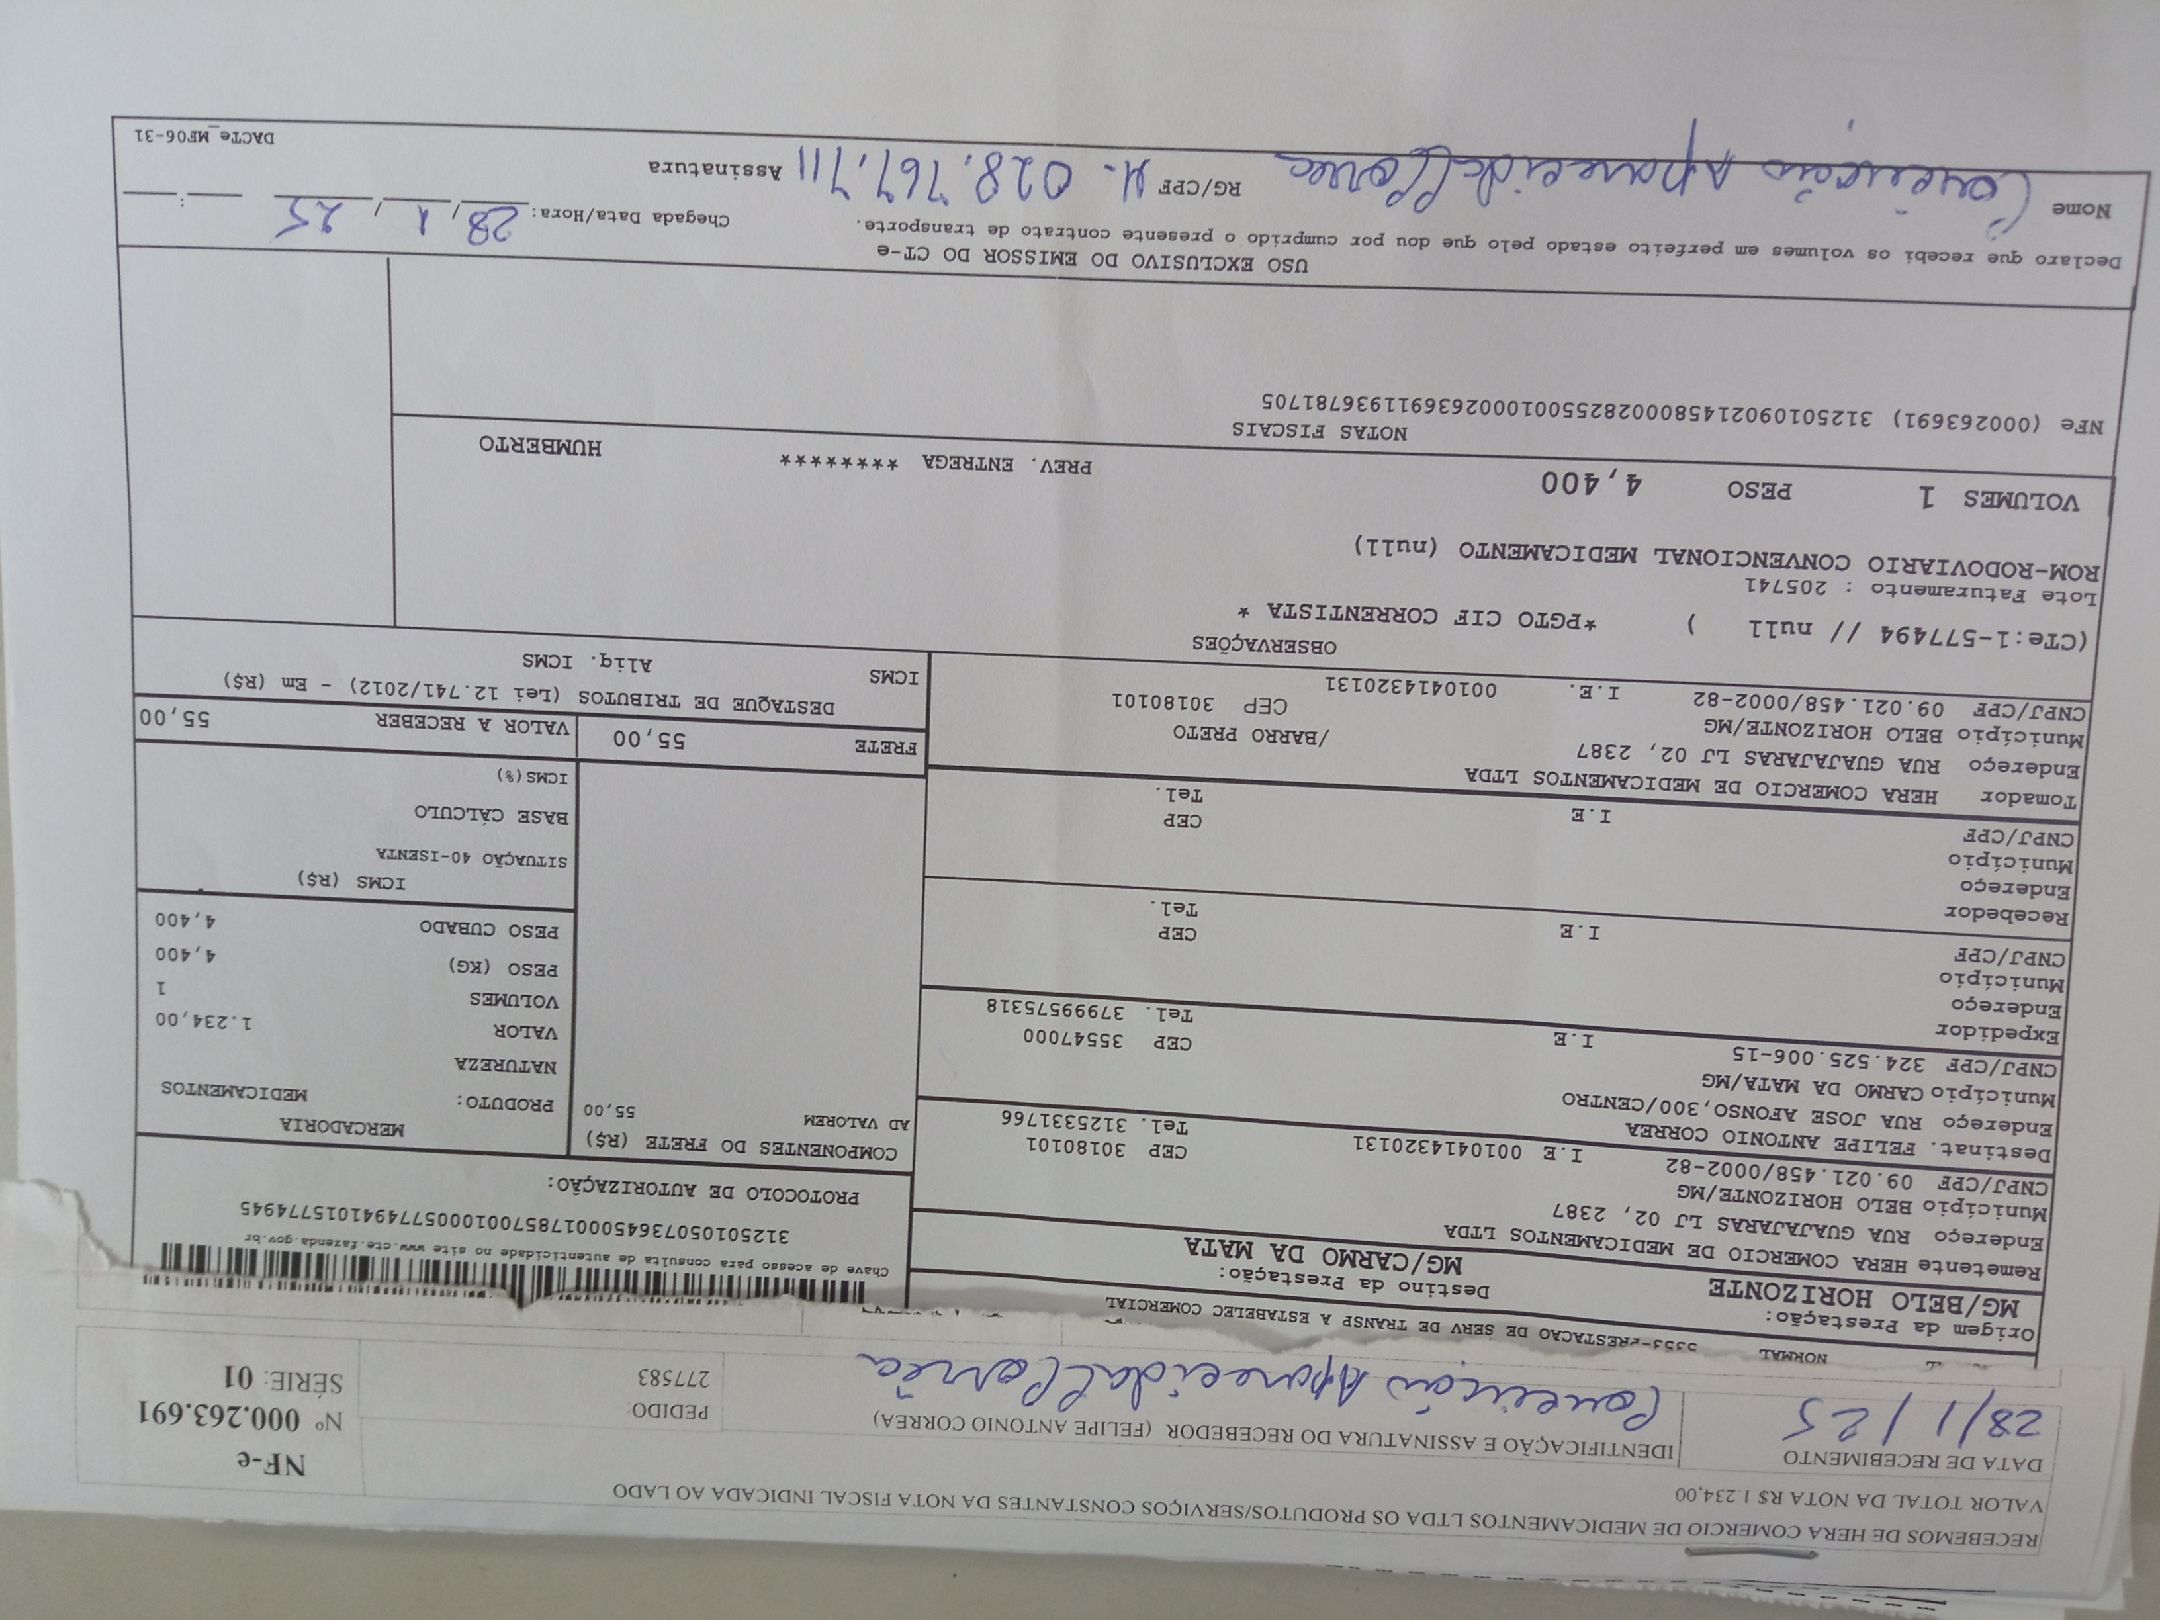 RECEBEMOS DE HERA COMERCIO DE MEDICAMENTOS LTDA OS PRODUTOS/SERVIÇOS CONSTANTES DA NOTA FISCAL INDICADA AO LADO
VALOR TOTAL DA NOTA R$ 1.234,00
NF-e
Nº 000.263.691
SÉRIE: 01
DATA DE RECEBIMENTO
28/1/25
IDENTIFICAÇÃO E ASSINATURA DO RECEBEDOR (FELIPE ANTONIO CORREA)
Conceição Aparecida Corrêa
PEDIDO:
277583
NORMAL 5353-PRESTACAO DE SERV DE TRANSP A ESTABELEC COMERCIAL
Origem da Prestação:
MG/BELO HORIZONTE
Destino da Prestação:
MG/CARMO DA MATA
Remetente HERA COMERCIO DE MEDICAMENTOS LTDA
Endereço RUA GUAJAJARAS LJ 02, 2387
Município BELO HORIZONTE/MG CEP 30180101
CNPJ/CPF 09.021.458/0002-82 I.E 001041432013​1 Tel. 3125331766
Destinat. FELIPE ANTONIO CORREA
Endereço RUA JOSE AFONSO,300/CENTRO
Município CARMO DA MATA/MG CEP 35547000
CNPJ/CPF 324.525.006-15 I.E Tel. 37999575318
Expedidor
Endereço
Município CEP
CNPJ/CPF I.E Tel.
Recebedor
Endereço
Município CEP
CNPJ/CPF I.E Tel.
Tomador HERA COMERCIO DE MEDICAMENTOS LTDA
Endereço RUA GUAJAJARAS LJ 02, 2387 /BARRO PRETO
Município BELO HORIZONTE/MG CEP 30180101
CNPJ/CPF 09.021.458/0002-82 I.E. 0010414320131
Chave de acesso para consulta de autenticidade no site www.cte.fazenda.gov.br
PROTOCOLO DE AUTORIZAÇÃO:
COMPONENTES DO FRETE (R$)
AD VALOREM 55,00
MERCADORIA
PRODUTO: MEDICAMENTOS
NATUREZA
VALOR 1.234,00
VOLUMES 1
PESO (KG) 4,400
PESO CUBADO 4,400
ICMS (R$)
SITUAÇÃO 40-ISENTA
BASE CÁLCULO
ICMS(%)
FRETE 55,00
VALOR A RECEBER 55,00
DESTAQUE DE TRIBUTOS (Lei 12.741/2012) - Em (R$)
ICMS Aliq. ICMS
OBSERVAÇÕES
(CTe:1-577494 // null ) *PGTO CIF CORRENTISTA *
Lote Faturamento : 205741
ROM-RODOVIARIO CONVENCIONAL MEDICAMENTO (null)
VOLUMES 1 PESO 4,400 PREV. ENTREGA ******** HUMBERTO
NOTAS FISCAIS
NFe (000263691) 31250109021458000282550010002636911936781705
USO EXCLUSIVO DO EMISSOR DO CT-e
Declaro que recebi os volumes em perfeito estado pelo que dou por cumprido o presente contrato de transporte.
Chegada Data/Hora: 28/1/25 __:__
Nome Conceição Aparecida Corrêa RG/CPF M.028.767.711 Assinatura
DACTe_MF06-31